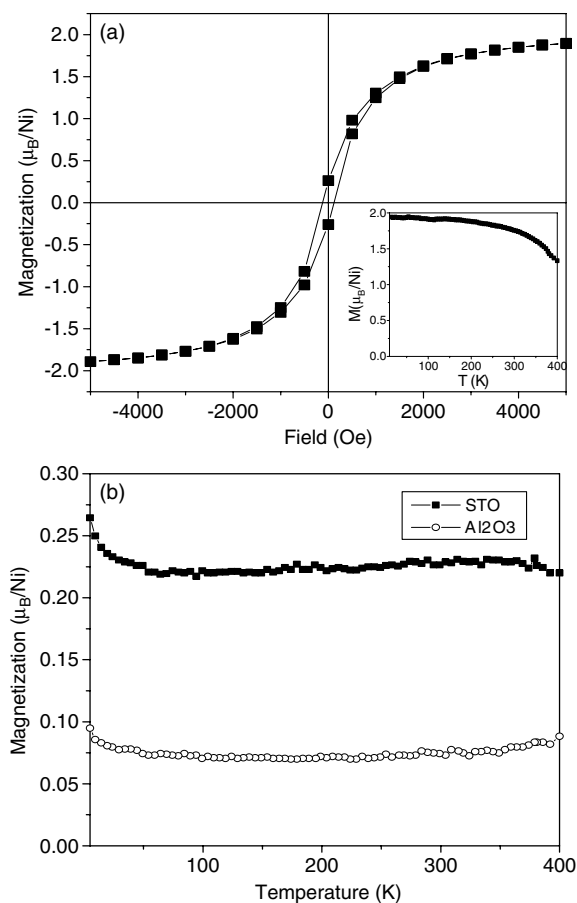 (a)
2.0
1.5
1.0
0.5
0.0
-0.5
-1.0
-1.5
-2.0
Magnetization (μB/Ni)
2.0
1.5
1.0
0.5
0.0
M(μB/Ni)
100 200 300 400
T (K)
-4000 -2000 0 2000 4000
Field (Oe)
(b)
0.30
0.25
0.20
0.15
0.10
0.05
0.00
Magnetization (μB/Ni)
STO
Al2O3
100 200 300 400
Temperature (K)